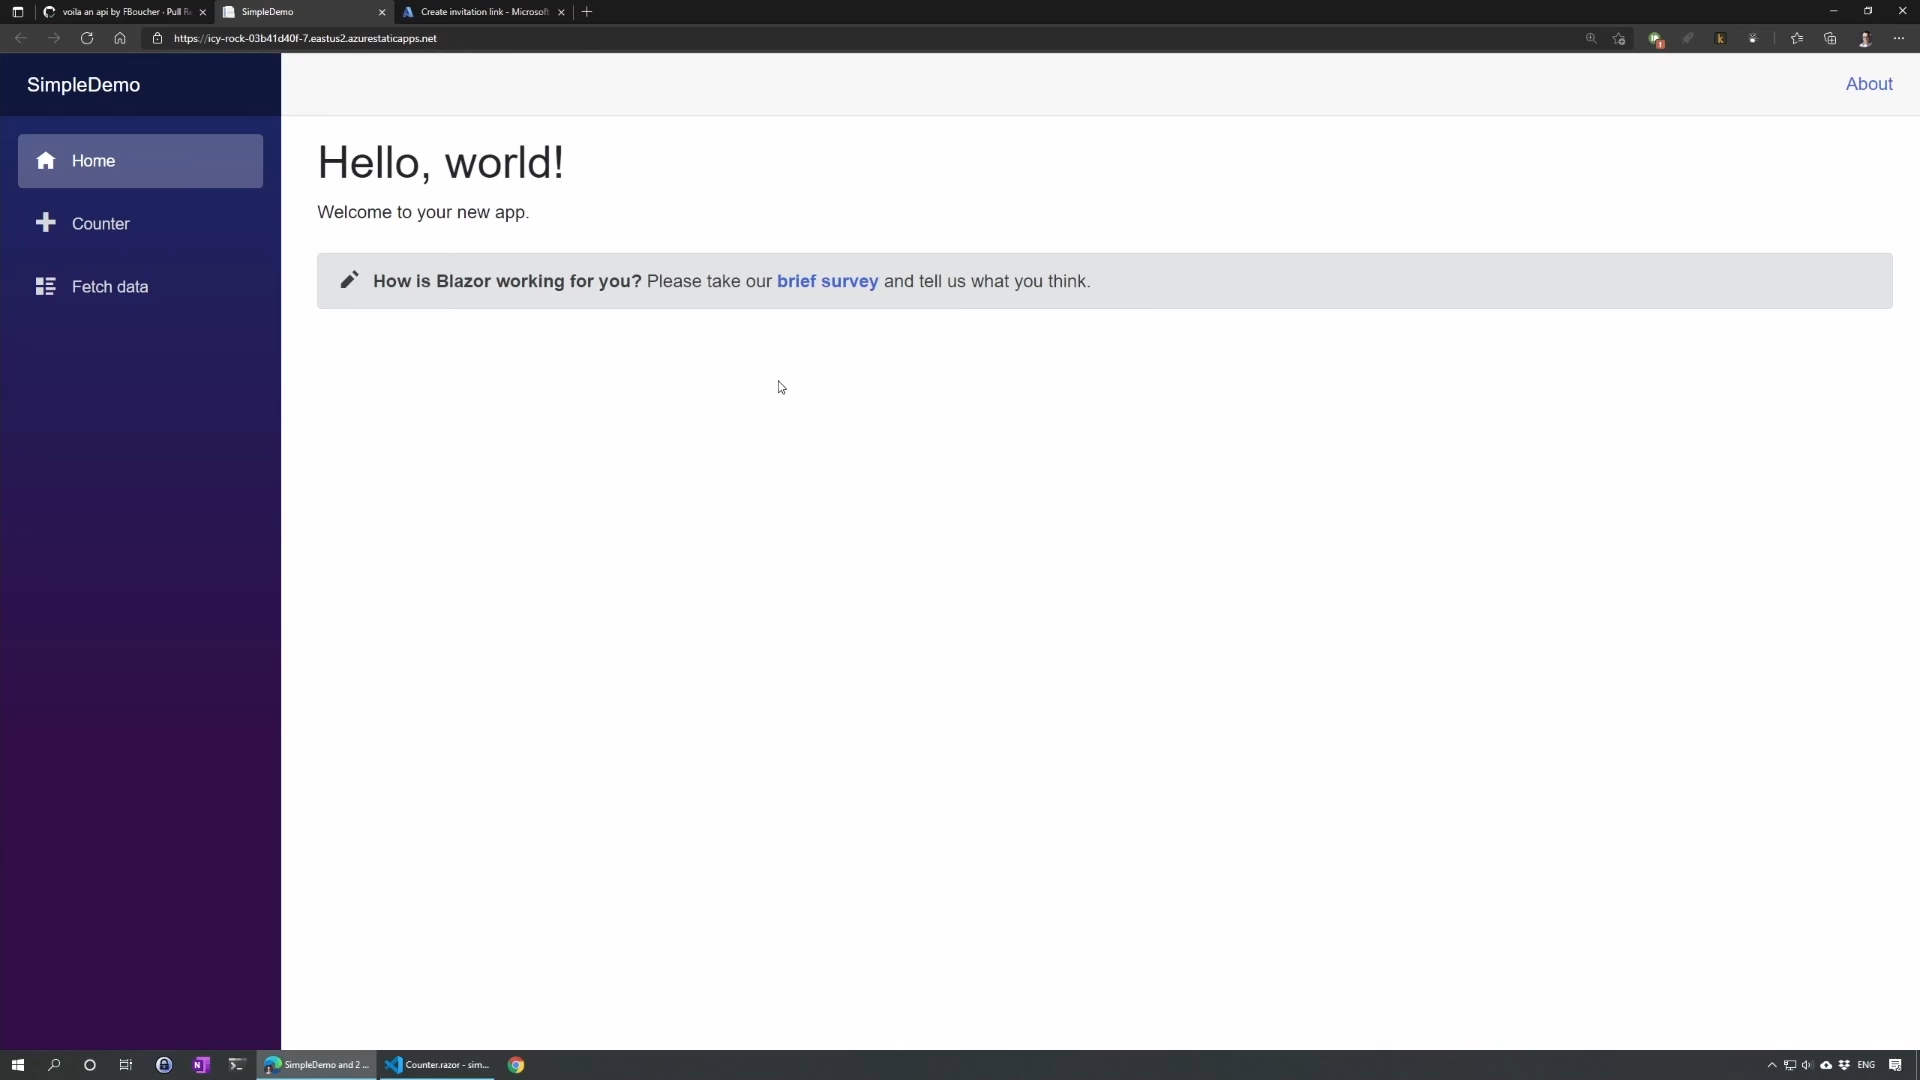 voila an api by FBoucher · Pull Re
SimpleDemo
Create invitation link - Microsoft
https://icy-rock-03b41d40f-7.eastus2.azurestaticapps.net
1
k
SimpleDemo
About
Home
Counter
Fetch data
Hello, world!
Welcome to your new app.
How is Blazor working for you? Please take our brief survey and tell us what you think.
N
SimpleDemo and 2 ...
Counter.razor - sim...
ENG